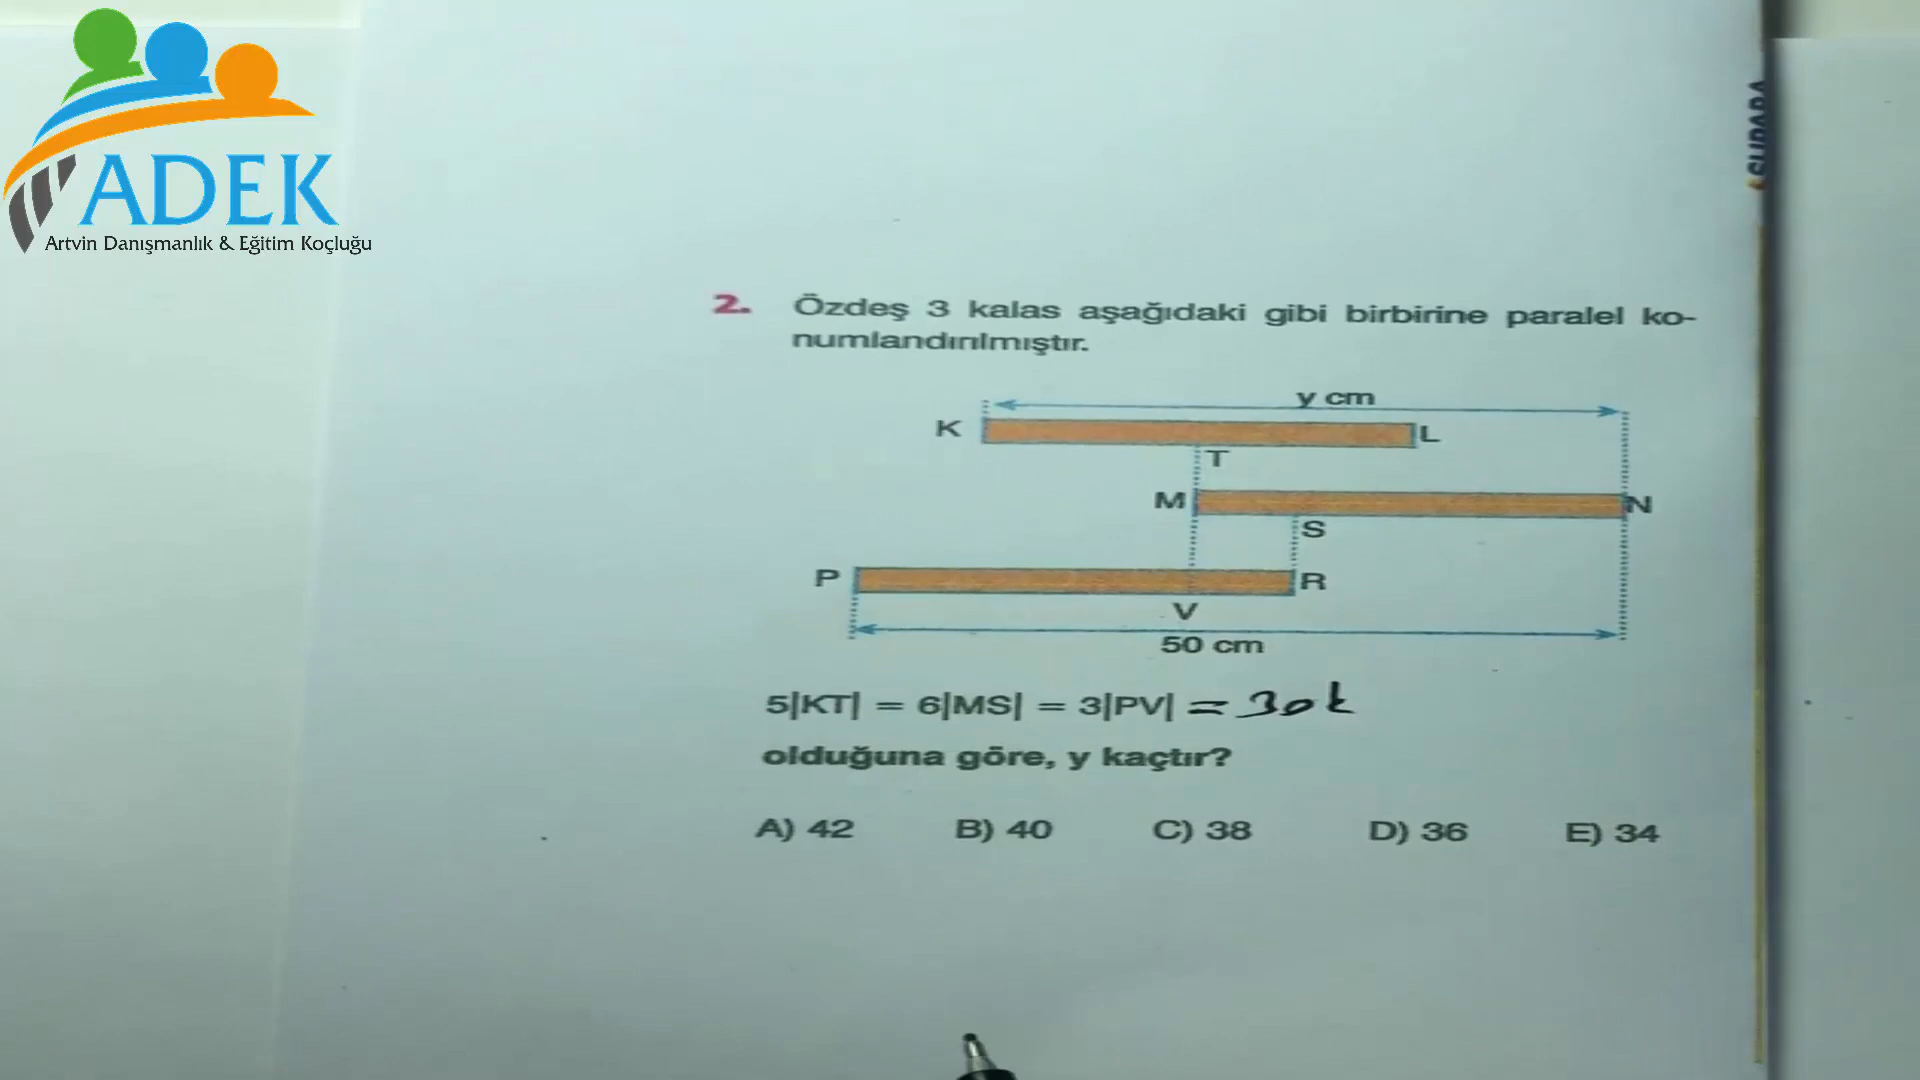 ADEK
Artvin Danışmanlık & Eğitim Koçluğu
SUPARA
2. Özdeş 3 kalas aşağıdaki gibi birbirine paralel ko-
numlandırılmıştır.
y cm
K
L
T
M
N
S
P
R
V
50 cm
5|KT| = 6|MS| = 3|PV| = 30k
olduğuna göre, y kaçtır?
A) 42 B) 40 C) 38 D) 36 E) 34